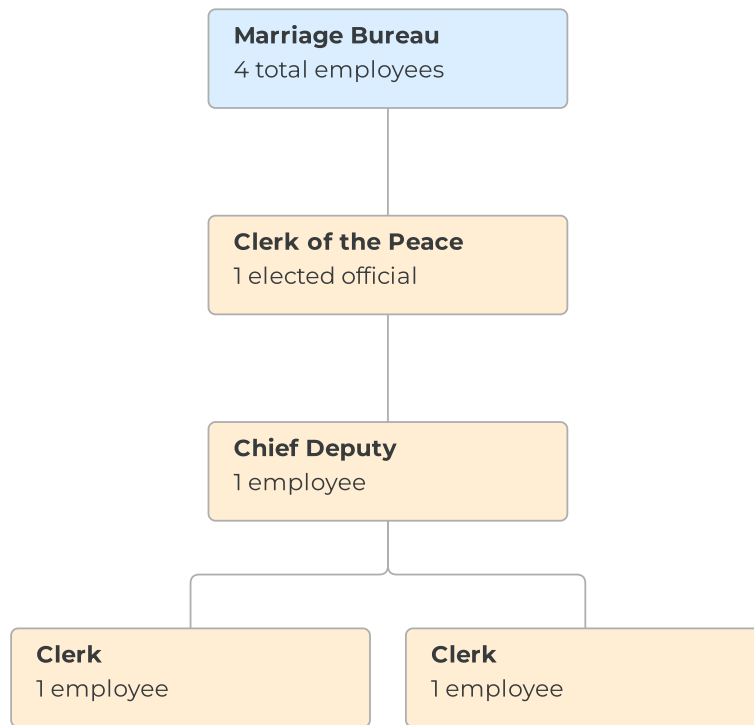 Marriage Bureau
4 total employees
Clerk of the Peace
1 elected official
Chief Deputy
1 employee
Clerk
1 employee
Clerk
1 employee